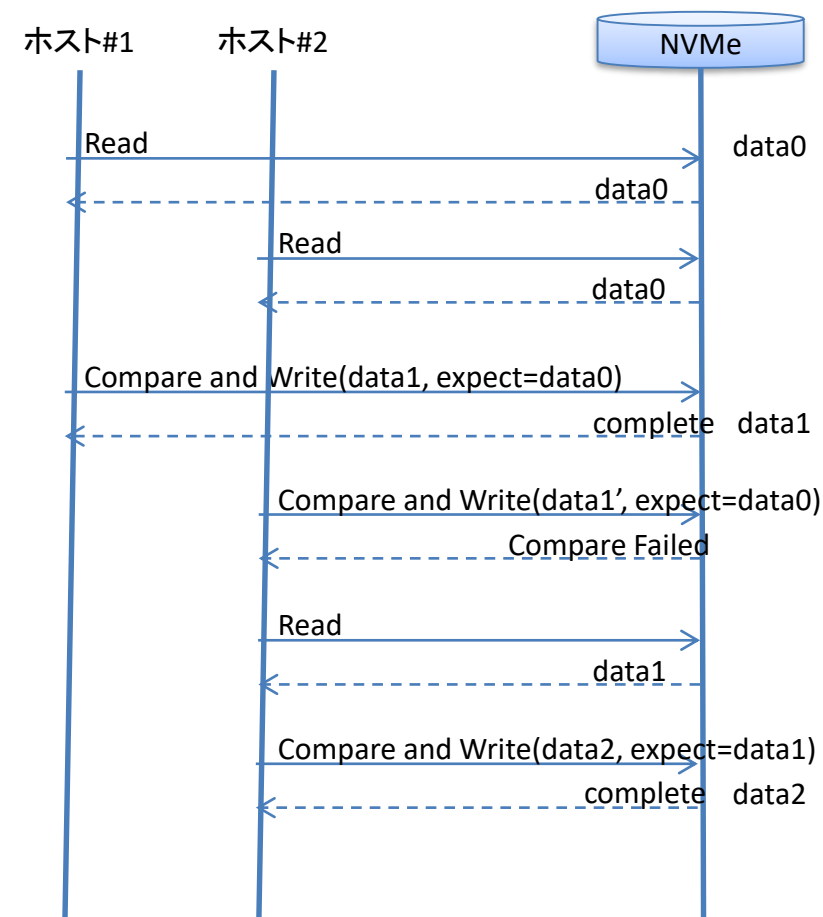 ホスト#1 ホスト#2 NVMe
Read data0
data0
Read
data0
Compare and Write(data1, expect=data0)
complete data1
Compare and Write(data1’, expect=data0)
Compare Failed
Read
data1
Compare and Write(data2, expect=data1)
complete data2